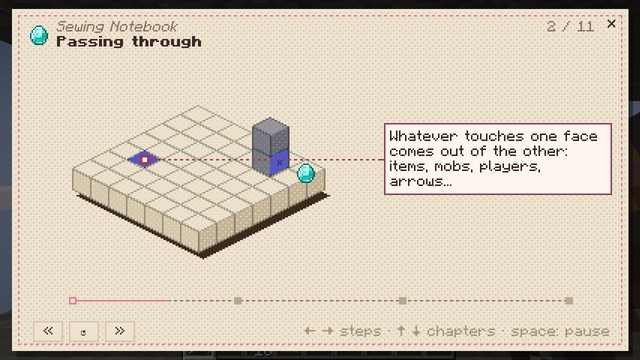 Sewing Notebook
2 / 11 ×
Passing through
Whatever touches one face
comes out of the other:
items, mobs, players,
arrows…
« »
← → steps · ↑ ↓ chapters · space: pause